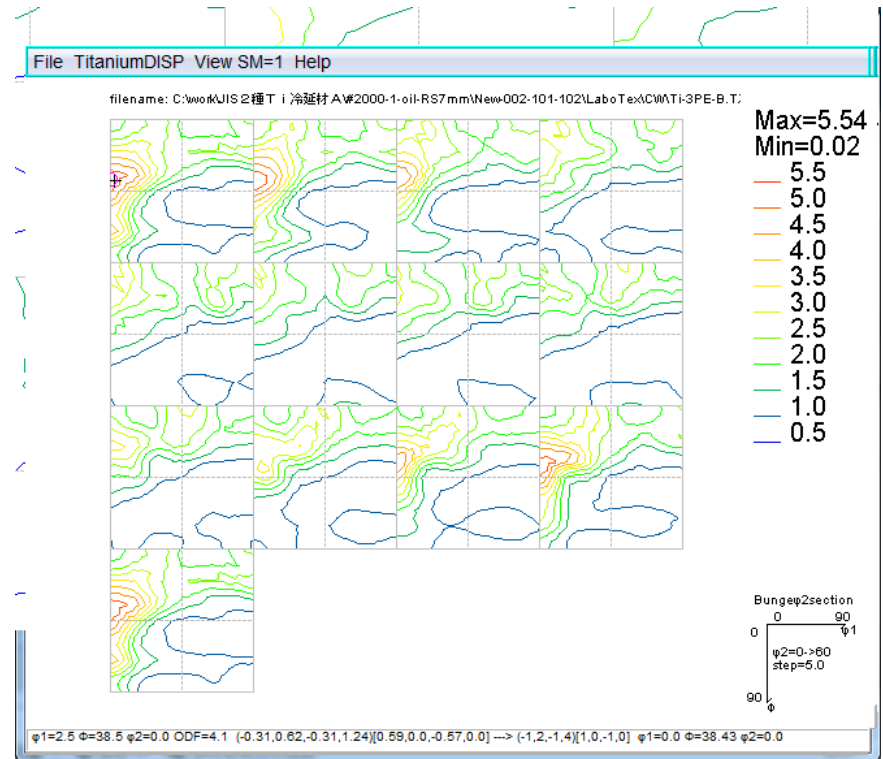 File TitaniumDISP View SM=1 Help
filename: C:\work\JIS２種Ｔｉ冷延材Ａ\#2000-1-oil-RS7mm\New-002-101-102\LaboTex\CW\Ti-3PE-B.T
Max=5.54
Min=0.02
5.5
5.0
4.5
4.0
3.5
3.0
2.5
2.0
1.5
1.0
0.5
Bungeφ2section
0 90
0 φ1
φ2=0->60
step=5.0
90
Φ
φ1=2.5 Φ=38.5 φ2=0.0 ODF=4.1 (-0.31,0.62,-0.31,1.24)[0.59,0.0,-0.57,0.0] ---> (-1,2,-1,4)[1,0,-1,0] φ1=0.0 Φ=38.43 φ2=0.0